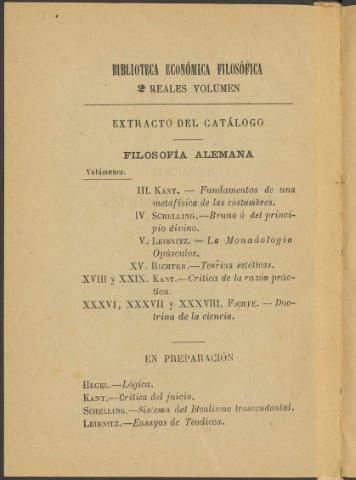 BIBLIOTECA ECONÓMICA FILOSÓFICA
2 REALES VOLUMEN
EXTRACTO DEL CATÁLOGO
FILOSOFÍA ALEMANA
Volúmenes.
III. KANT. — Fundamentos de una
metafísica de las costumbres.
IV. SCHELLING.—Bruno ó del princi-
pio divino.
V. LEIBNITZ. — La Monadología
Opúsculos.
XV. RICHTER.—Teorías estéticas.
XVIII y XXIX. KANT.—Crítica de la razón prác-
tica.
XXXVI, XXXVII y XXXVIII. FICHTE. — Doc-
trina de la ciencia.
EN PREPARACIÓN
HEGEL.—Lógica.
KANT.—Crítica del juicio.
SCHELLING.—Sistema del Idealismo trascendental.
LEIBNITZ.—Ensayos de Teodicea.